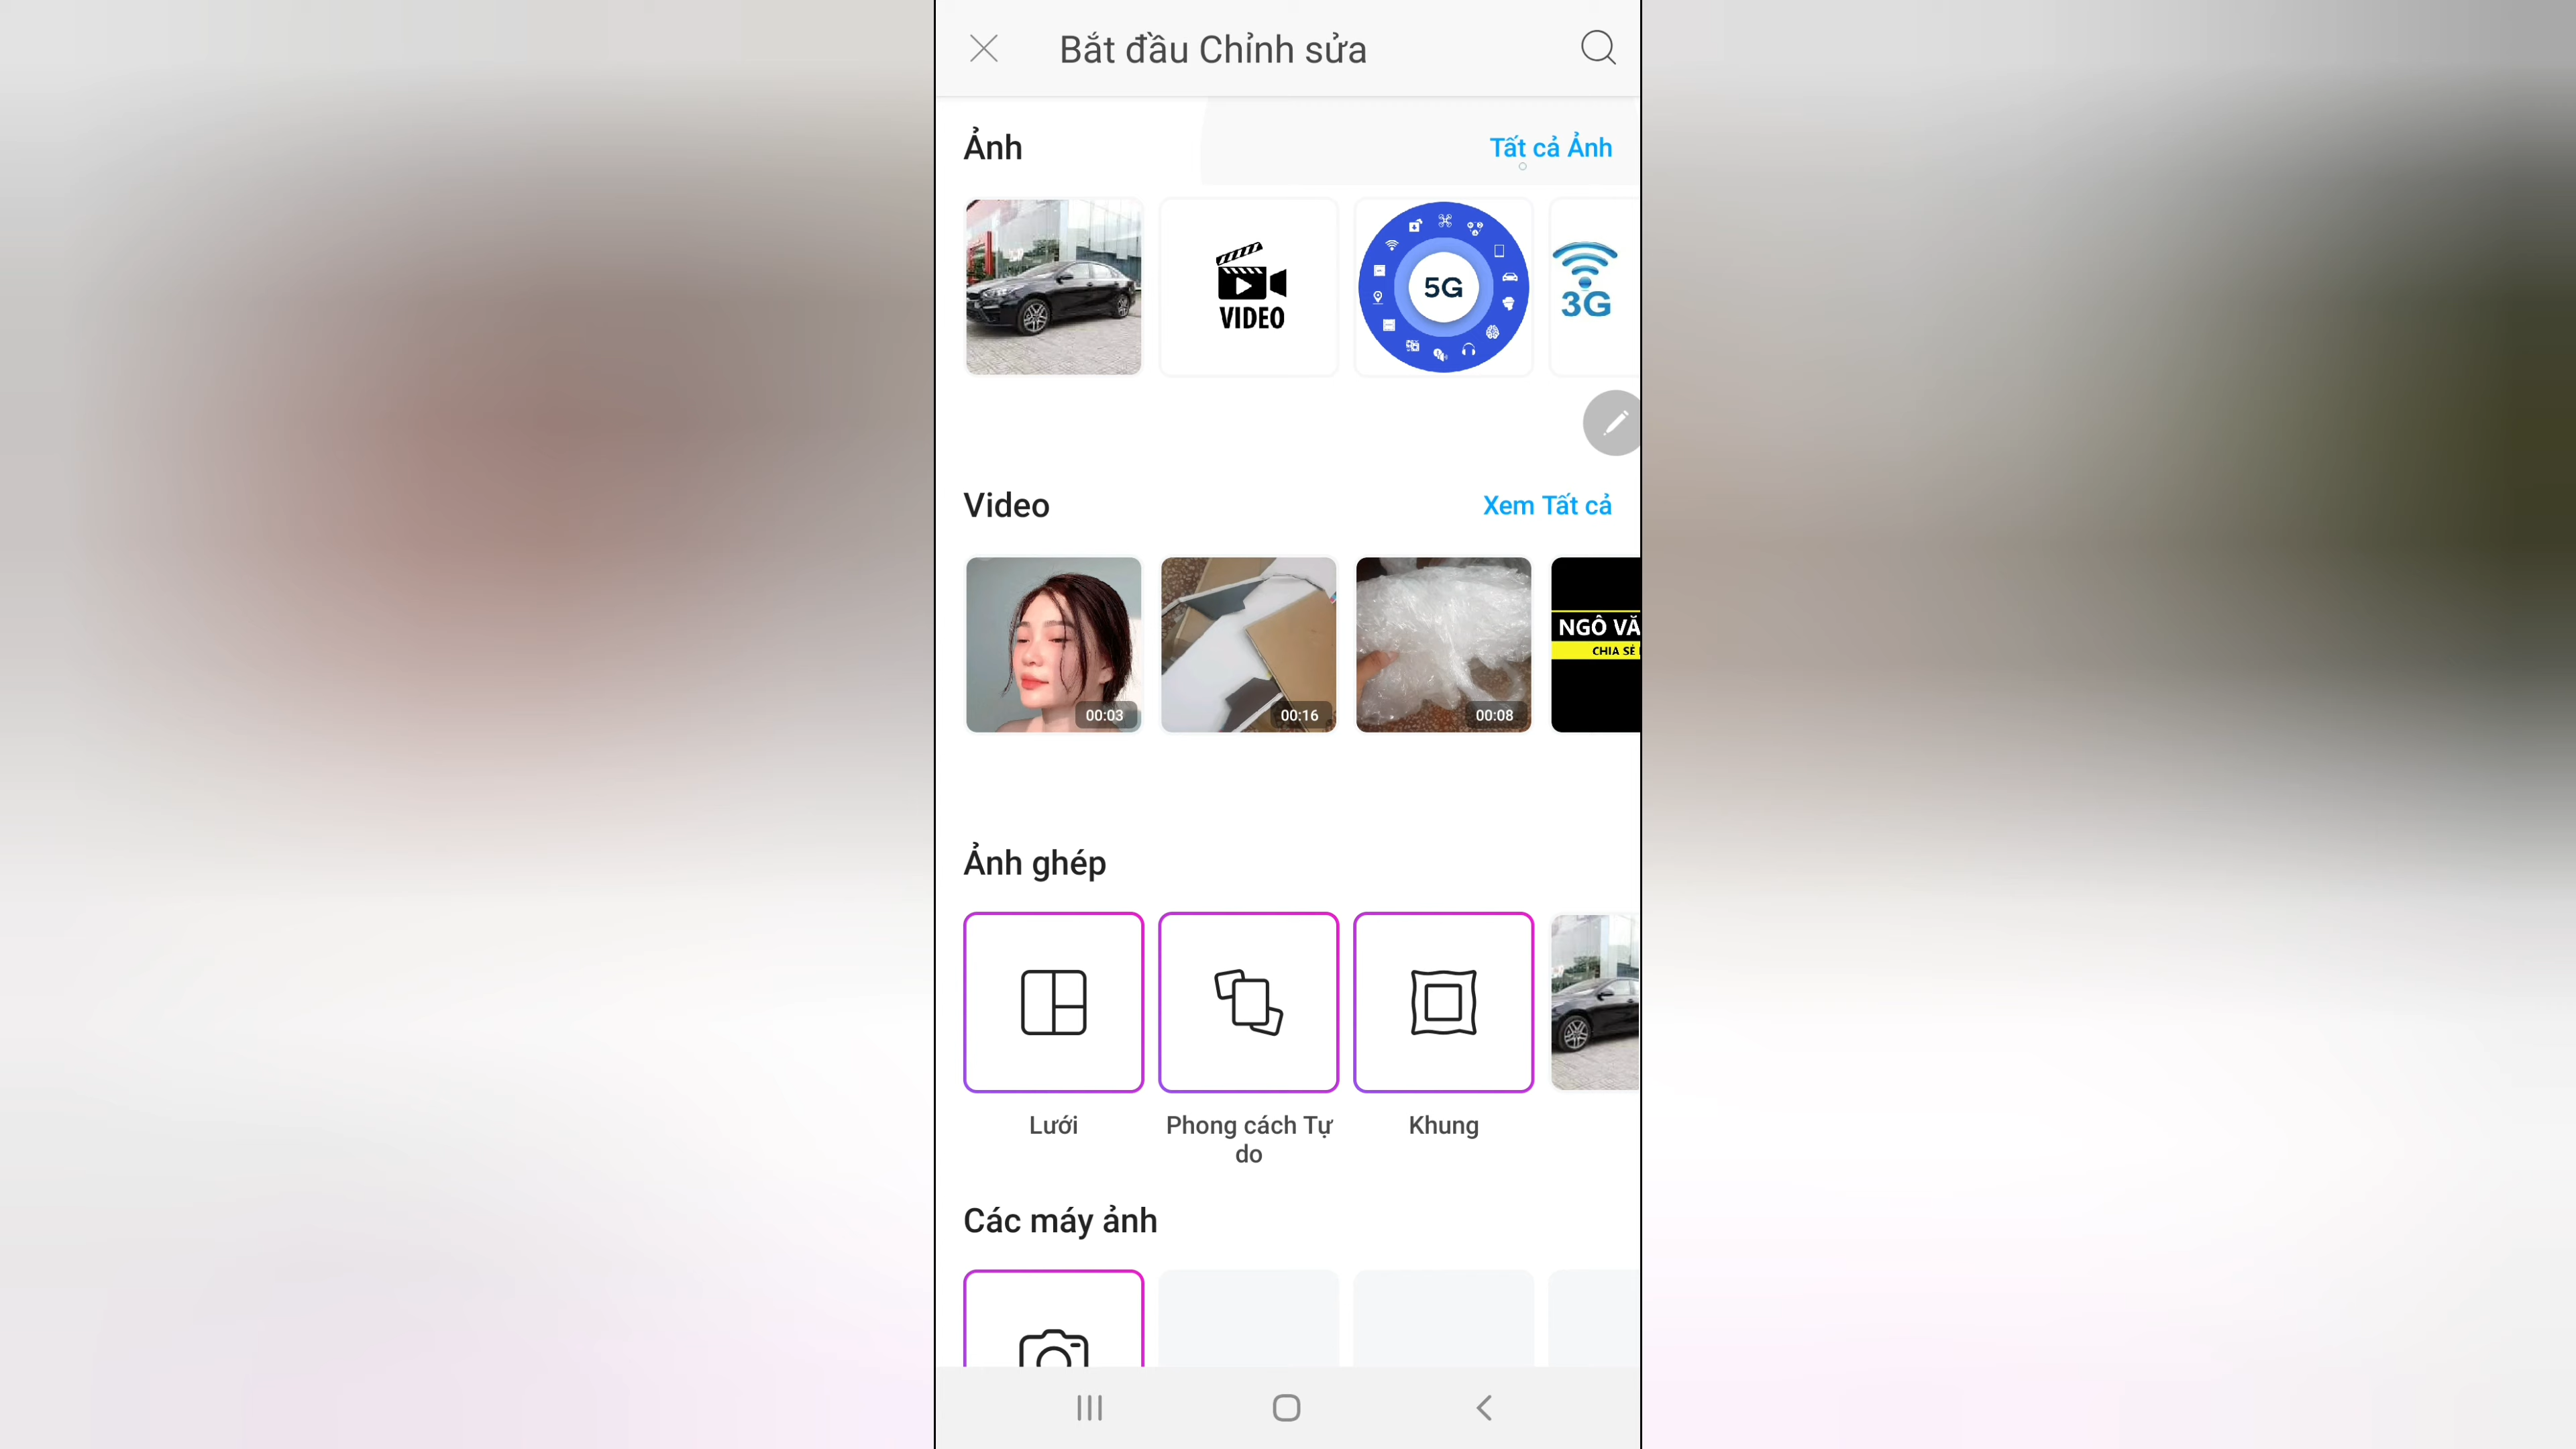 Bắt đầu Chỉnh sửa
Ảnh
Tất cả Ảnh
VIDEO
5G
3G
Video
Xem Tất cả
00:03
00:16
00:08
NGÔ VĂ
CHIA SẺ
Ảnh ghép
Lưới
Phong cách Tự
do
Khung
Các máy ảnh